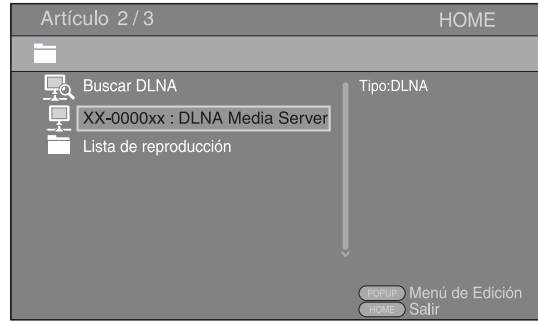 Artículo 2/3 HOME
Buscar DLNA Tipo:DLNA
XX-0000xx : DLNA Media Server
Lista de reproducción
POPUP Menú de Edición
HOME Salir